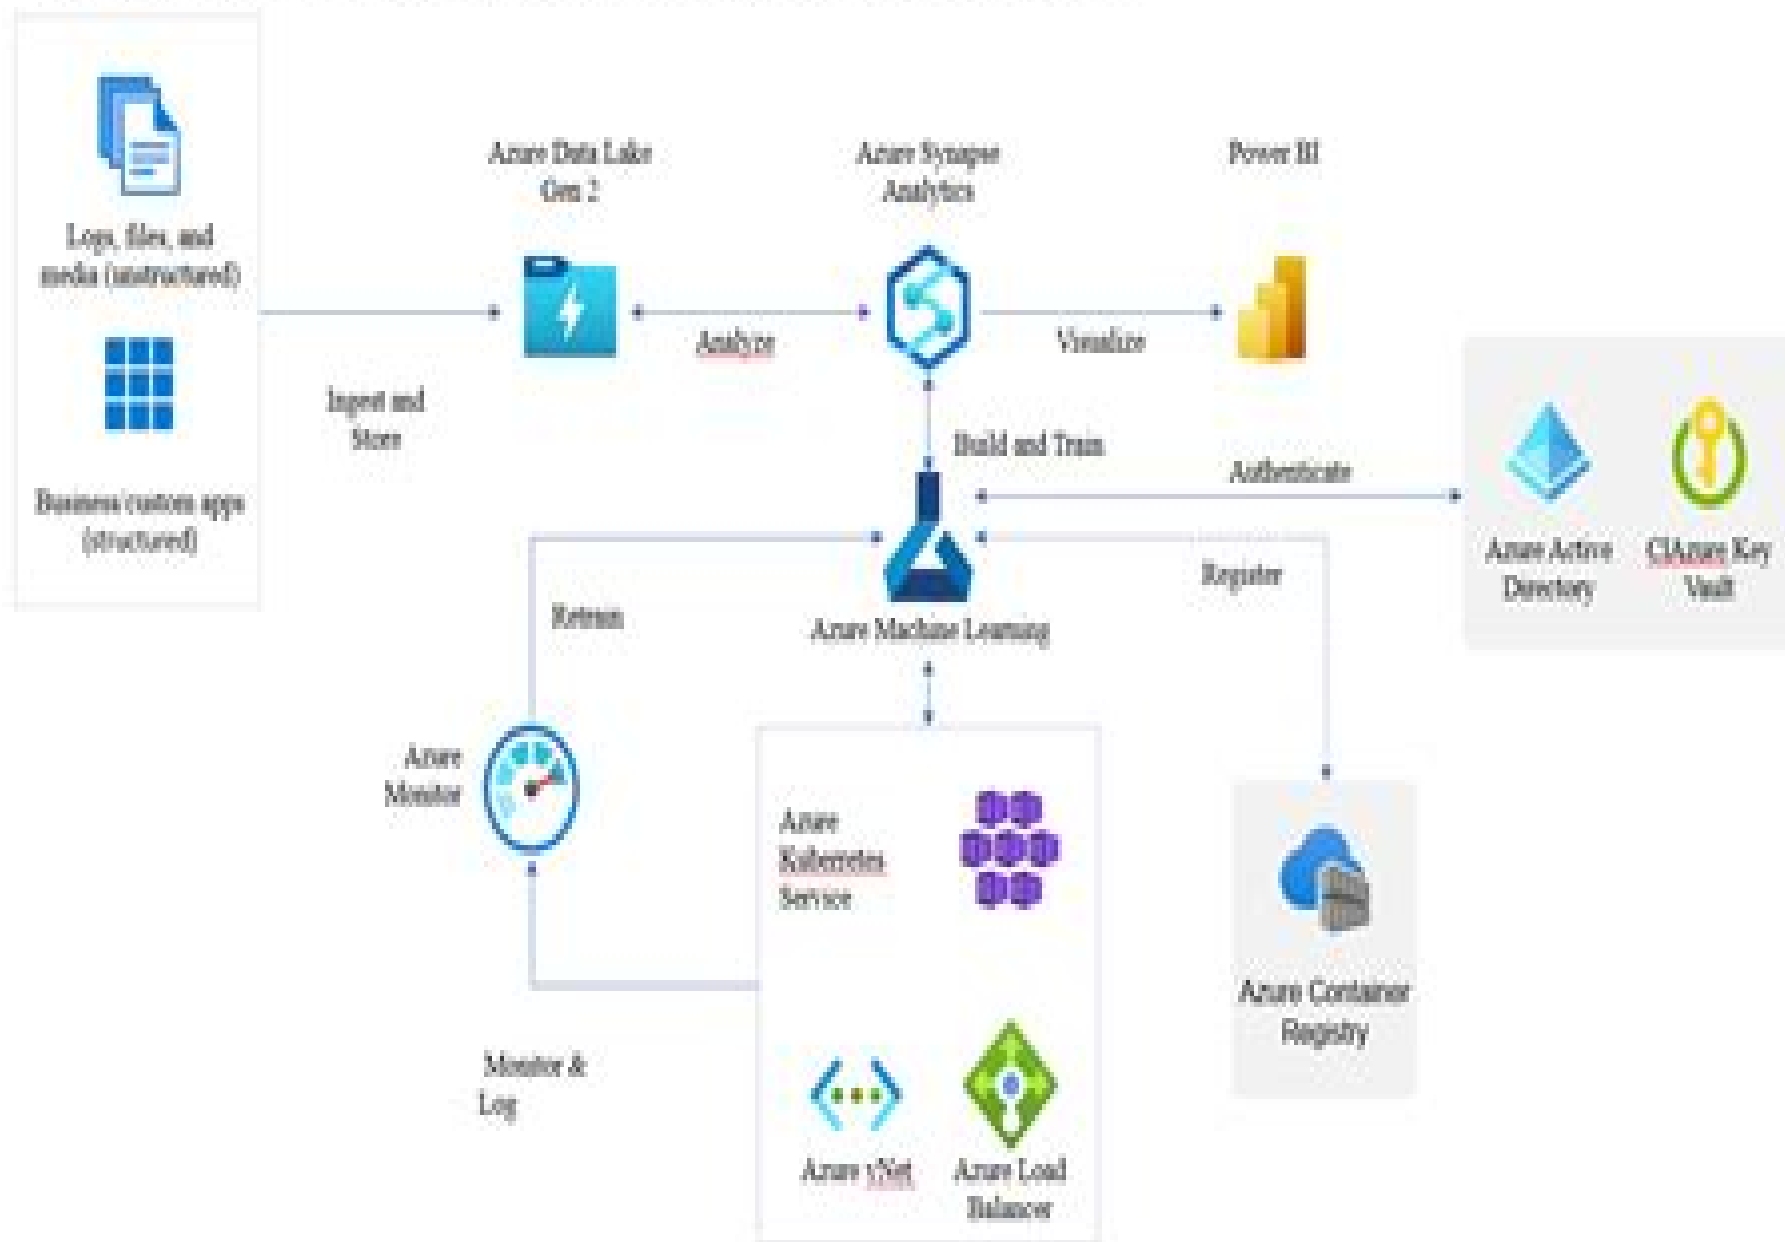 Logs, files, and
media (unstructured)
Business/custom apps
(structured)
Ingest and
Store
Azure Data Lake
Gen 2
Analyze
Azure Synapse
Analytics
Visualize
Power BI
Build and Train
Authenticate
Azure Active
Directory
ClAzure Key
Vault
Register
Retrain
Azure Machine Learning
Azure
Monitor
Azure
Kubernetes
Service
Azure Container
Registry
Monitor &
Log
Azure vNet
Azure Load
Balancer